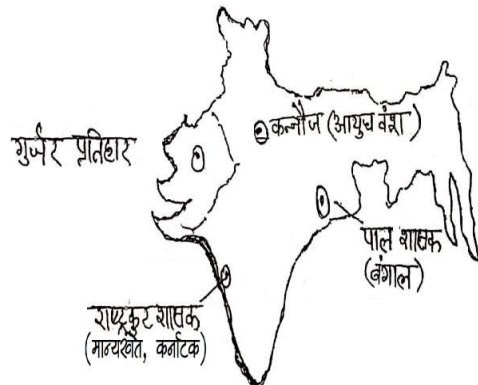 कन्नौज (आयुध वंश)
गुर्जर प्रतिहार
पाल शासक
(बंगाल)
राष्ट्रकुट शासक
(मान्यखेत, कर्नाटक)